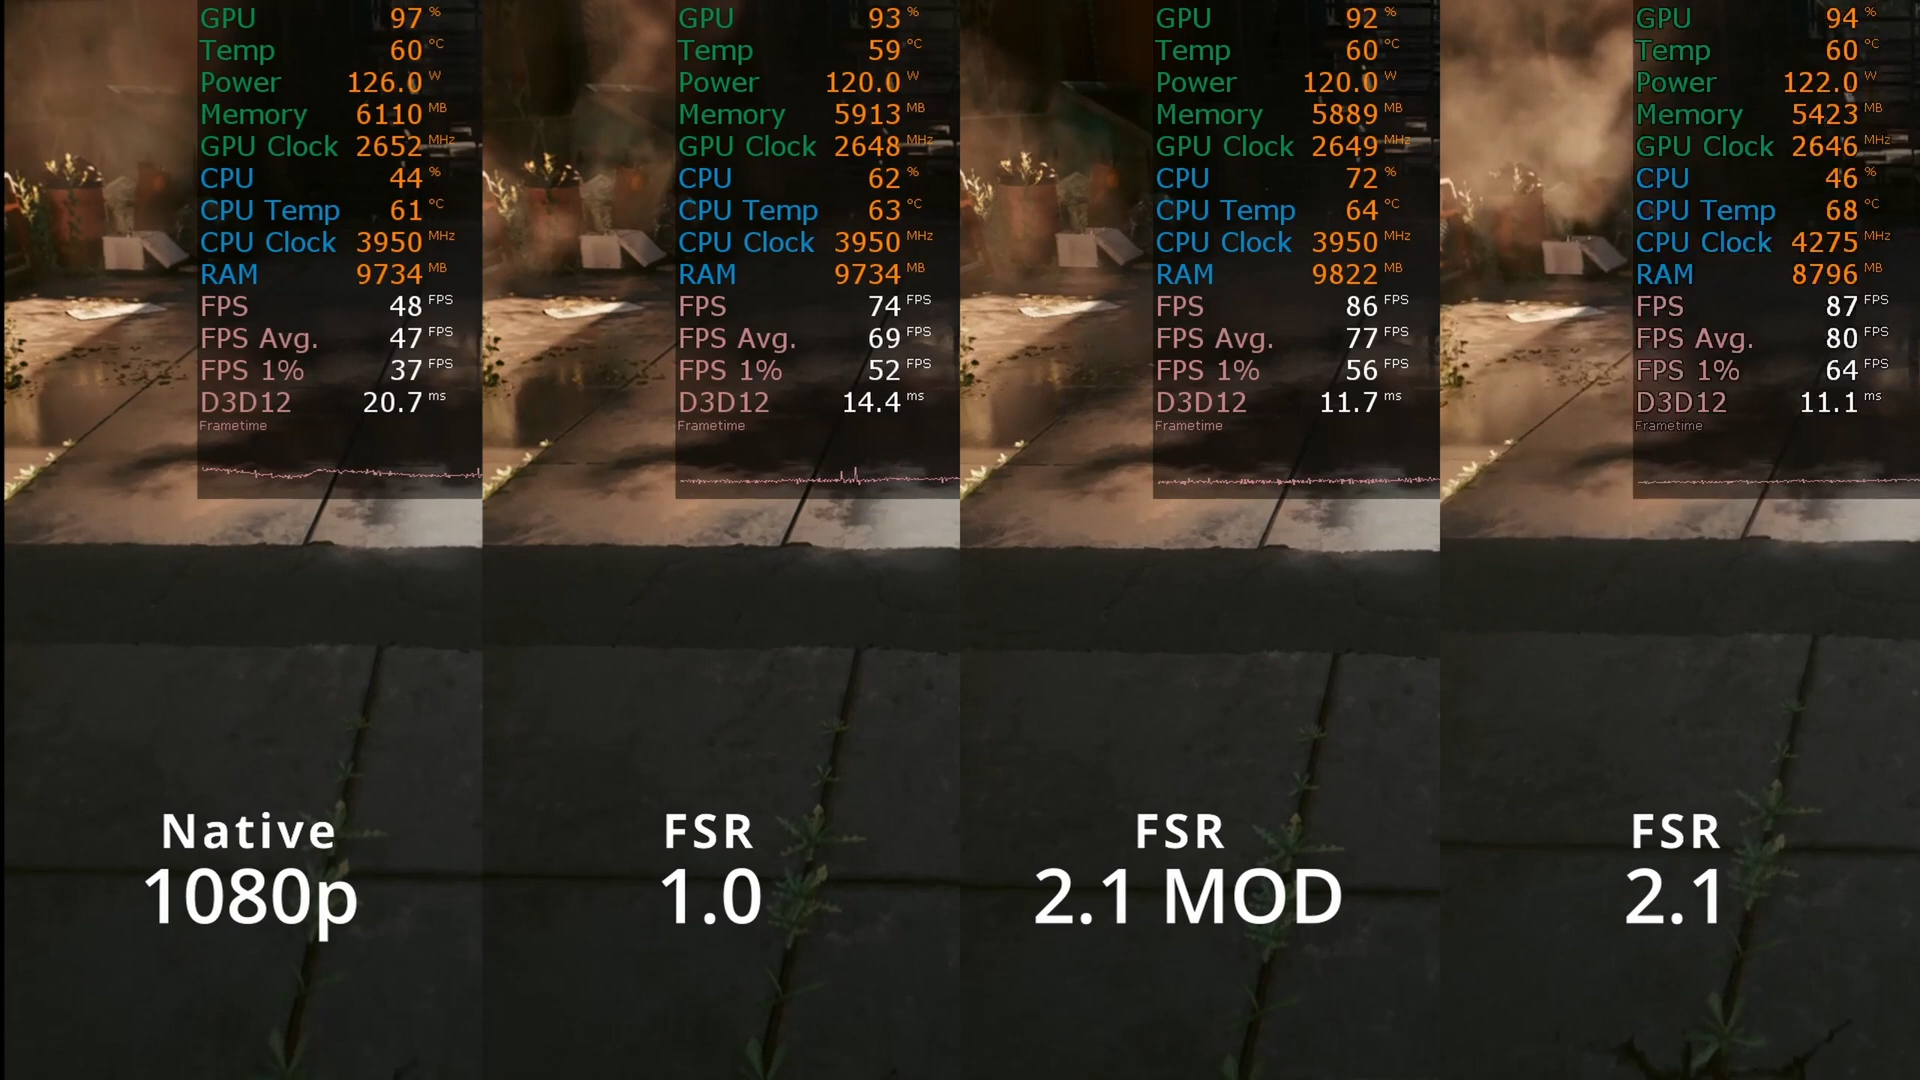 GPU 97 %
Temp 60 °C
Power 126.0 W
Memory 6110 MB
GPU Clock 2652 MHz
CPU 44 %
CPU Temp 61 °C
CPU Clock 3950 MHz
RAM 9734 MB
FPS 48 FPS
FPS Avg. 47 FPS
FPS 1% 37 FPS
D3D12 20.7 ms
Frametime
Native
1080p
GPU 93 %
Temp 59 °C
Power 120.0 W
Memory 5913 MB
GPU Clock 2648 MHz
CPU 62 %
CPU Temp 63 °C
CPU Clock 3950 MHz
RAM 9734 MB
FPS 74 FPS
FPS Avg. 69 FPS
FPS 1% 52 FPS
D3D12 14.4 ms
Frametime
FSR
1.0
GPU 92 %
Temp 60 °C
Power 120.0 W
Memory 5889 MB
GPU Clock 2649 MHz
CPU 72 %
CPU Temp 64 °C
CPU Clock 3950 MHz
RAM 9822 MB
FPS 86 FPS
FPS Avg. 77 FPS
FPS 1% 56 FPS
D3D12 11.7 ms
Frametime
FSR
2.1 MOD
GPU 94 %
Temp 60 °C
Power 122.0 W
Memory 5423 MB
GPU Clock 2646 MHz
CPU 46 %
CPU Temp 68 °C
CPU Clock 4275 MHz
RAM 8796 MB
FPS 87 FPS
FPS Avg. 80 FPS
FPS 1% 64 FPS
D3D12 11.1 ms
Frametime
FSR
2.1